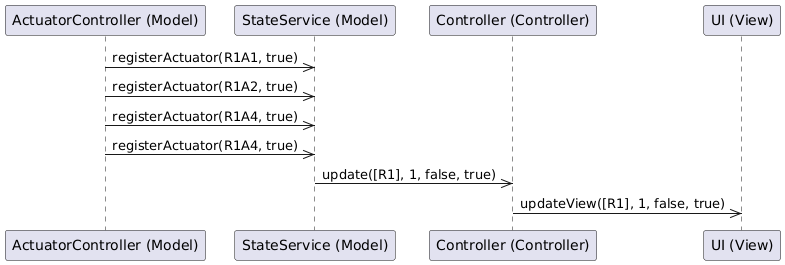 ActuatorController (Model) StateService (Model) Controller (Controller) UI (View)
registerActuator(R1A1, true)
registerActuator(R1A2, true)
registerActuator(R1A4, true)
registerActuator(R1A4, true)
update([R1], 1, false, true)
updateView([R1], 1, false, true)
ActuatorController (Model) StateService (Model) Controller (Controller) UI (View)